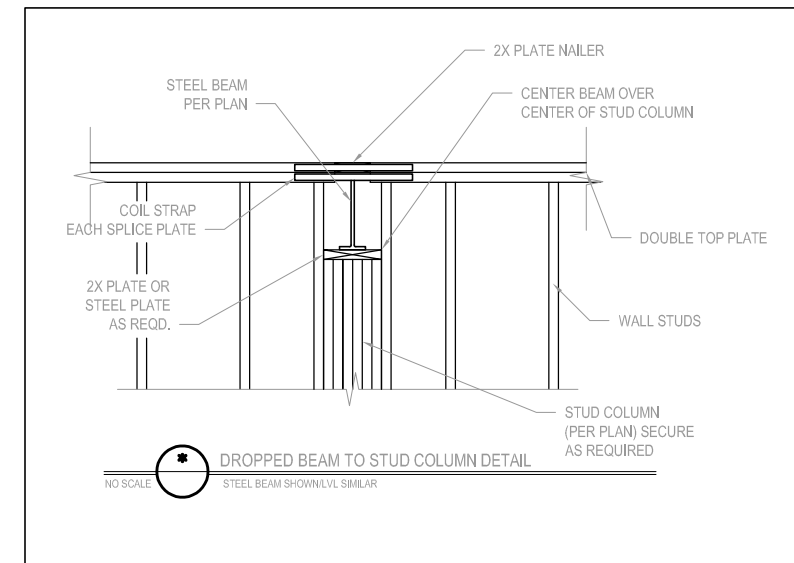 2X PLATE NAILER
STEEL BEAM
PER PLAN
CENTER BEAM OVER
CENTER OF STUD COLUMN
COIL STRAP
EACH SPLICE PLATE
DOUBLE TOP PLATE
2X PLATE OR
STEEL PLATE
AS REQD.
WALL STUDS
STUD COLUMN
(PER PLAN) SECURE
AS REQUIRED
* DROPPED BEAM TO STUD COLUMN DETAIL
NO SCALE STEEL BEAM SHOWN/LVL SIMILAR